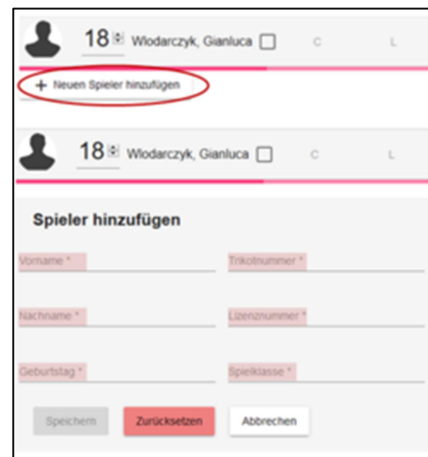 18 Wlodarczyk, Gianluca C L
+ Neuen Spieler hinzufügen
18 Wlodarczyk, Gianluca C L
Spieler hinzufügen
Vorname * Trikotnummer *
Nachname * Lizenznummer *
Geburtstag * Spielklasse *
Speichern Zurücksetzen Abbrechen